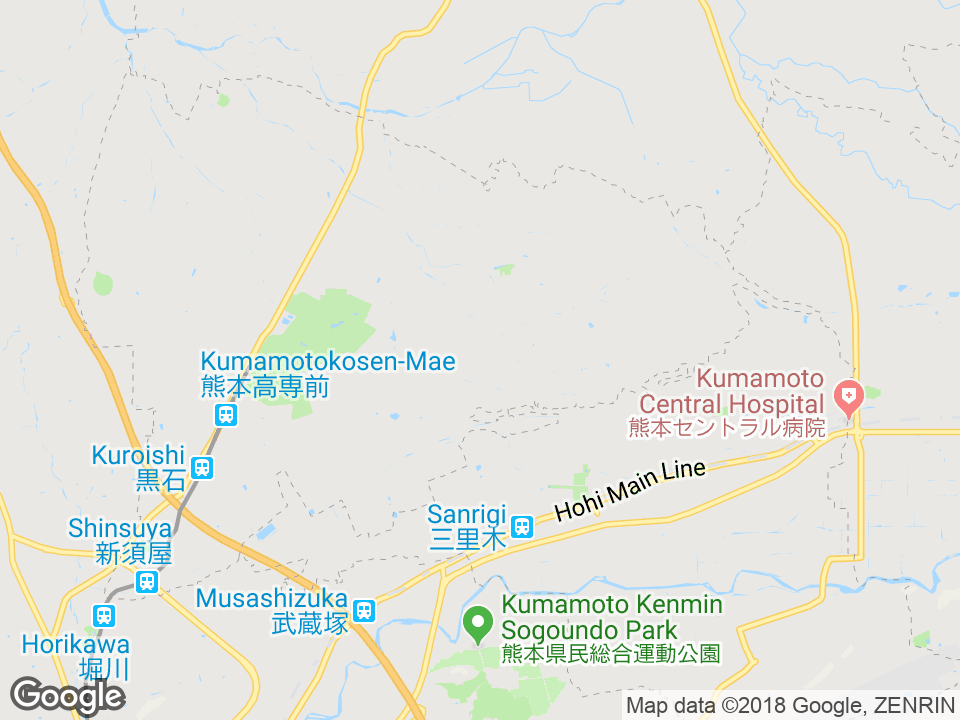 Kumamotokosen-Mae
熊本高専前
Kumamoto
Central Hospital
熊本セントラル病院
Kuroishi
黒石
Hohi Main Line
Sanrigi
三里木
Shinsuya
新須屋
Musashizuka
武蔵塚
Kumamoto Kenmin
Sogoundo Park
熊本県民総合運動公園
Horikawa
堀川
Google
Map data ©2018 Google, ZENRIN